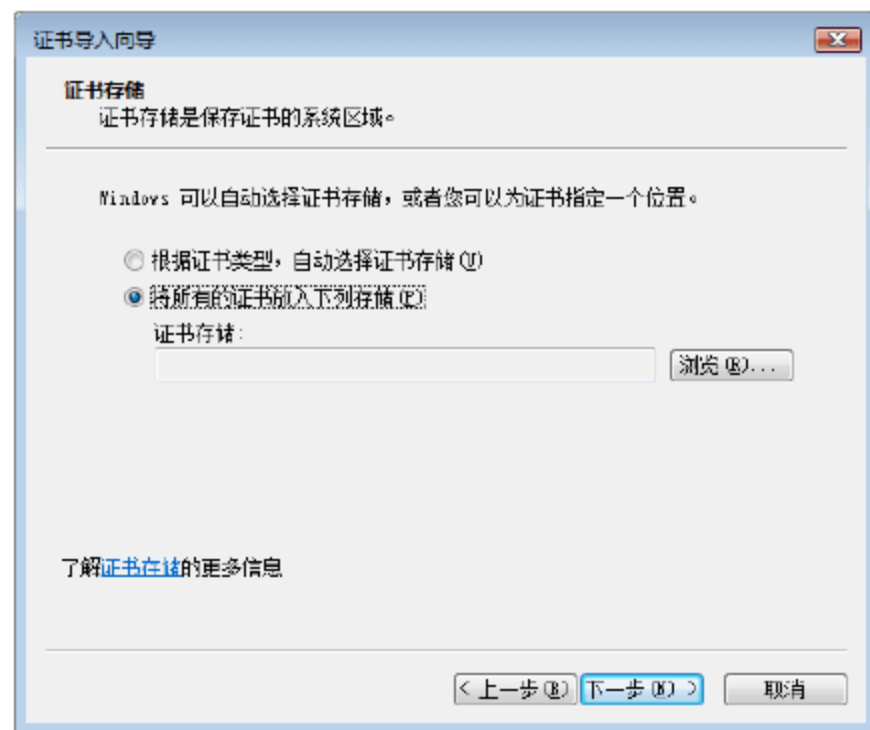 证书导入向导
证书存储
证书存储是保存证书的系统区域。
Windows 可以自动选择证书存储，或者您可以为证书指定一个位置。
根据证书类型，自动选择证书存储(U)
将所有的证书放入下列存储(P)
证书存储：
浏览(R)...
了解证书存储的更多信息
< 上一步(B)
下一步(N) >
取消